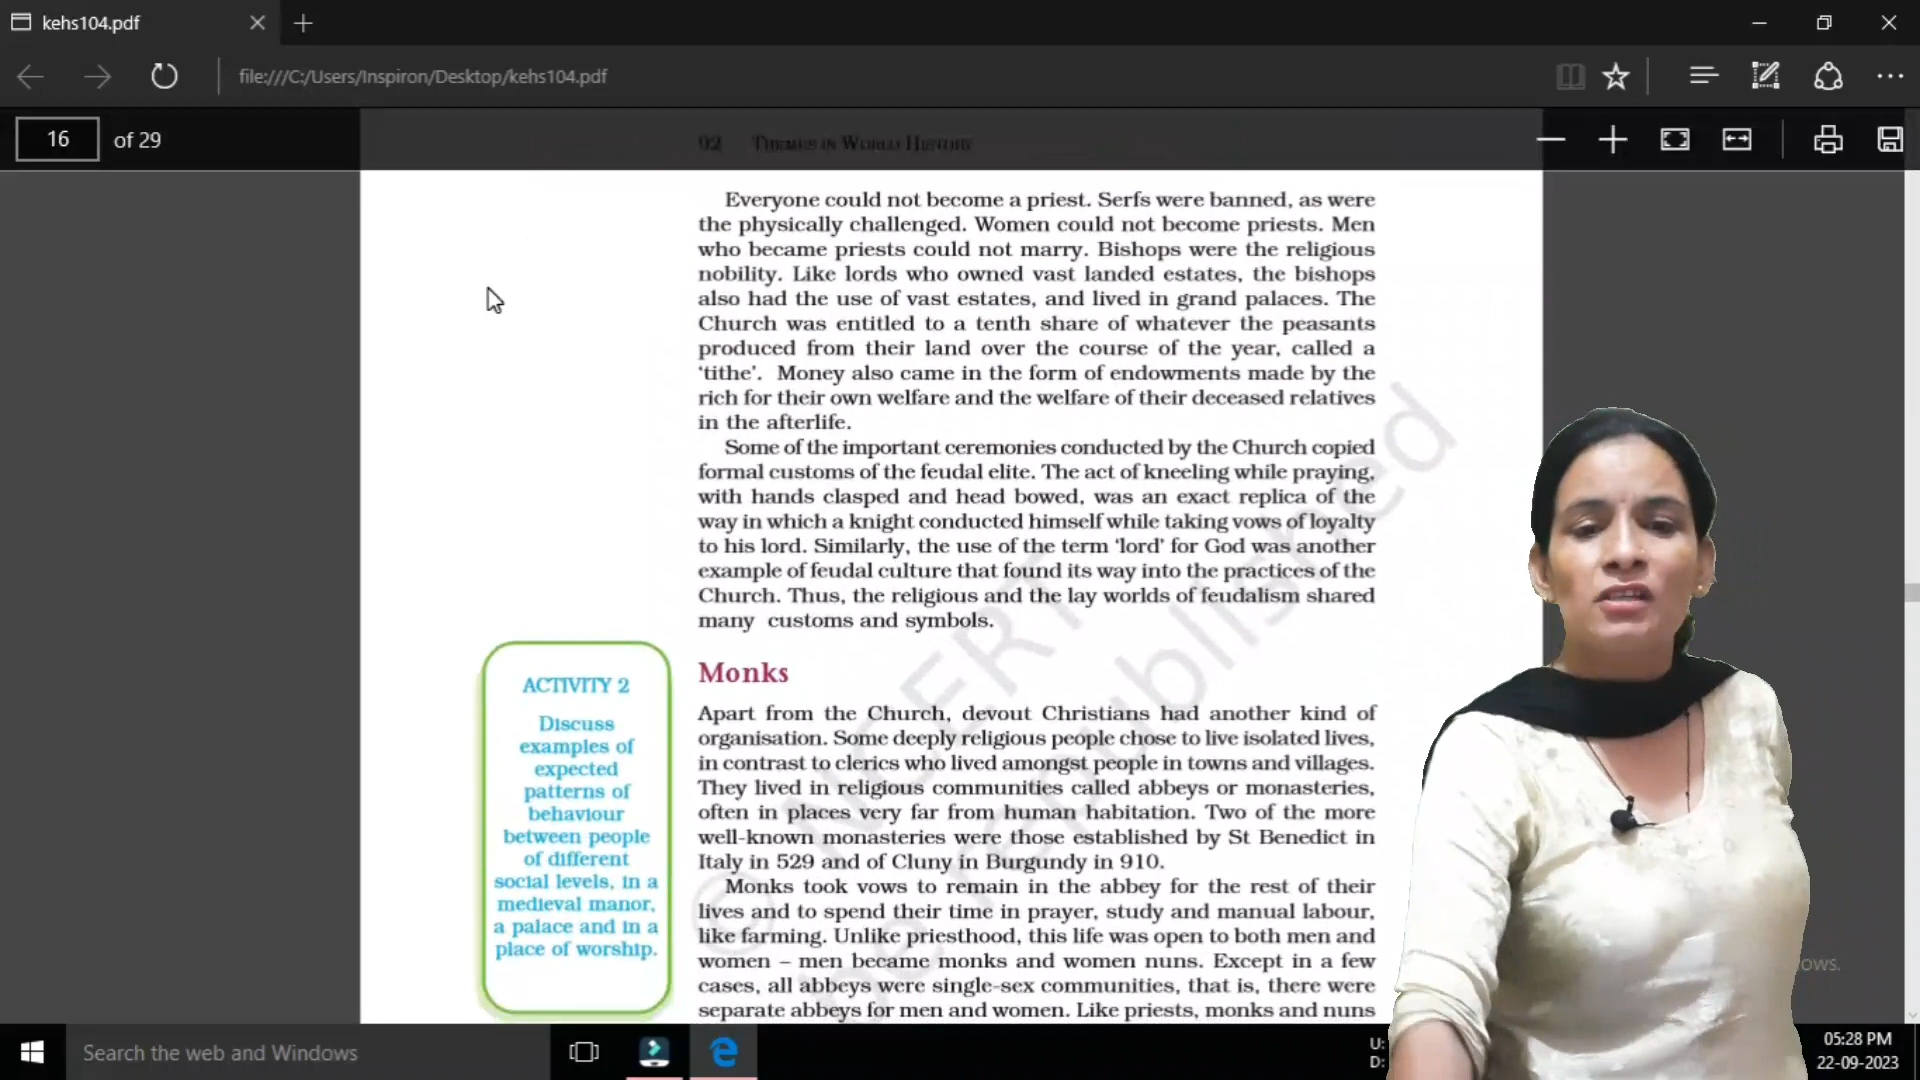 kehs104.pdf
file:///C:/Users/Inspiron/Desktop/kehs104.pdf
16 of 29
92 THEMES IN WORLD HISTORY
Everyone could not become a priest. Serfs were banned, as were
the physically challenged. Women could not become priests. Men
who became priests could not marry. Bishops were the religious
nobility. Like lords who owned vast landed estates, the bishops
also had the use of vast estates, and lived in grand palaces. The
Church was entitled to a tenth share of whatever the peasants
produced from their land over the course of the year, called a
‘tithe’. Money also came in the form of endowments made by the
rich for their own welfare and the welfare of their deceased relatives
in the afterlife.
Some of the important ceremonies conducted by the Church copied
formal customs of the feudal elite. The act of kneeling while praying,
with hands clasped and head bowed, was an exact replica of the
way in which a knight conducted himself while taking vows of loyalty
to his lord. Similarly, the use of the term ‘lord’ for God was another
example of feudal culture that found its way into the practices of the
Church. Thus, the religious and the lay worlds of feudalism shared
many customs and symbols.
ACTIVITY 2
Discuss
examples of
expected
patterns of
behaviour
between people
of different
social levels, in a
medieval manor,
a palace and in a
place of worship.
Monks
Apart from the Church, devout Christians had another kind of
organisation. Some deeply religious people chose to live isolated lives,
in contrast to clerics who lived amongst people in towns and villages.
They lived in religious communities called abbeys or monasteries,
often in places very far from human habitation. Two of the more
well-known monasteries were those established by St Benedict in
Italy in 529 and of Cluny in Burgundy in 910.
Monks took vows to remain in the abbey for the rest of their
lives and to spend their time in prayer, study and manual labour,
like farming. Unlike priesthood, this life was open to both men and
women – men became monks and women nuns. Except in a few
cases, all abbeys were single-sex communities, that is, there were
separate abbeys for men and women. Like priests, monks and nuns
© NCERT
be republished
ows.
Search the web and Windows
U:
D:
05:28 PM
22-09-2023